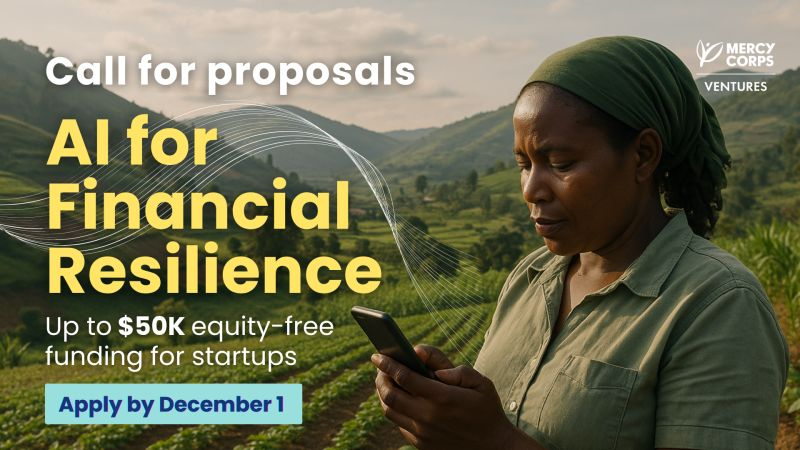 Call for proposals
MERCY
CORPS
VENTURES
AI for
Financial
Resilience
Up to $50K equity-free
funding for startups
Apply by December 1